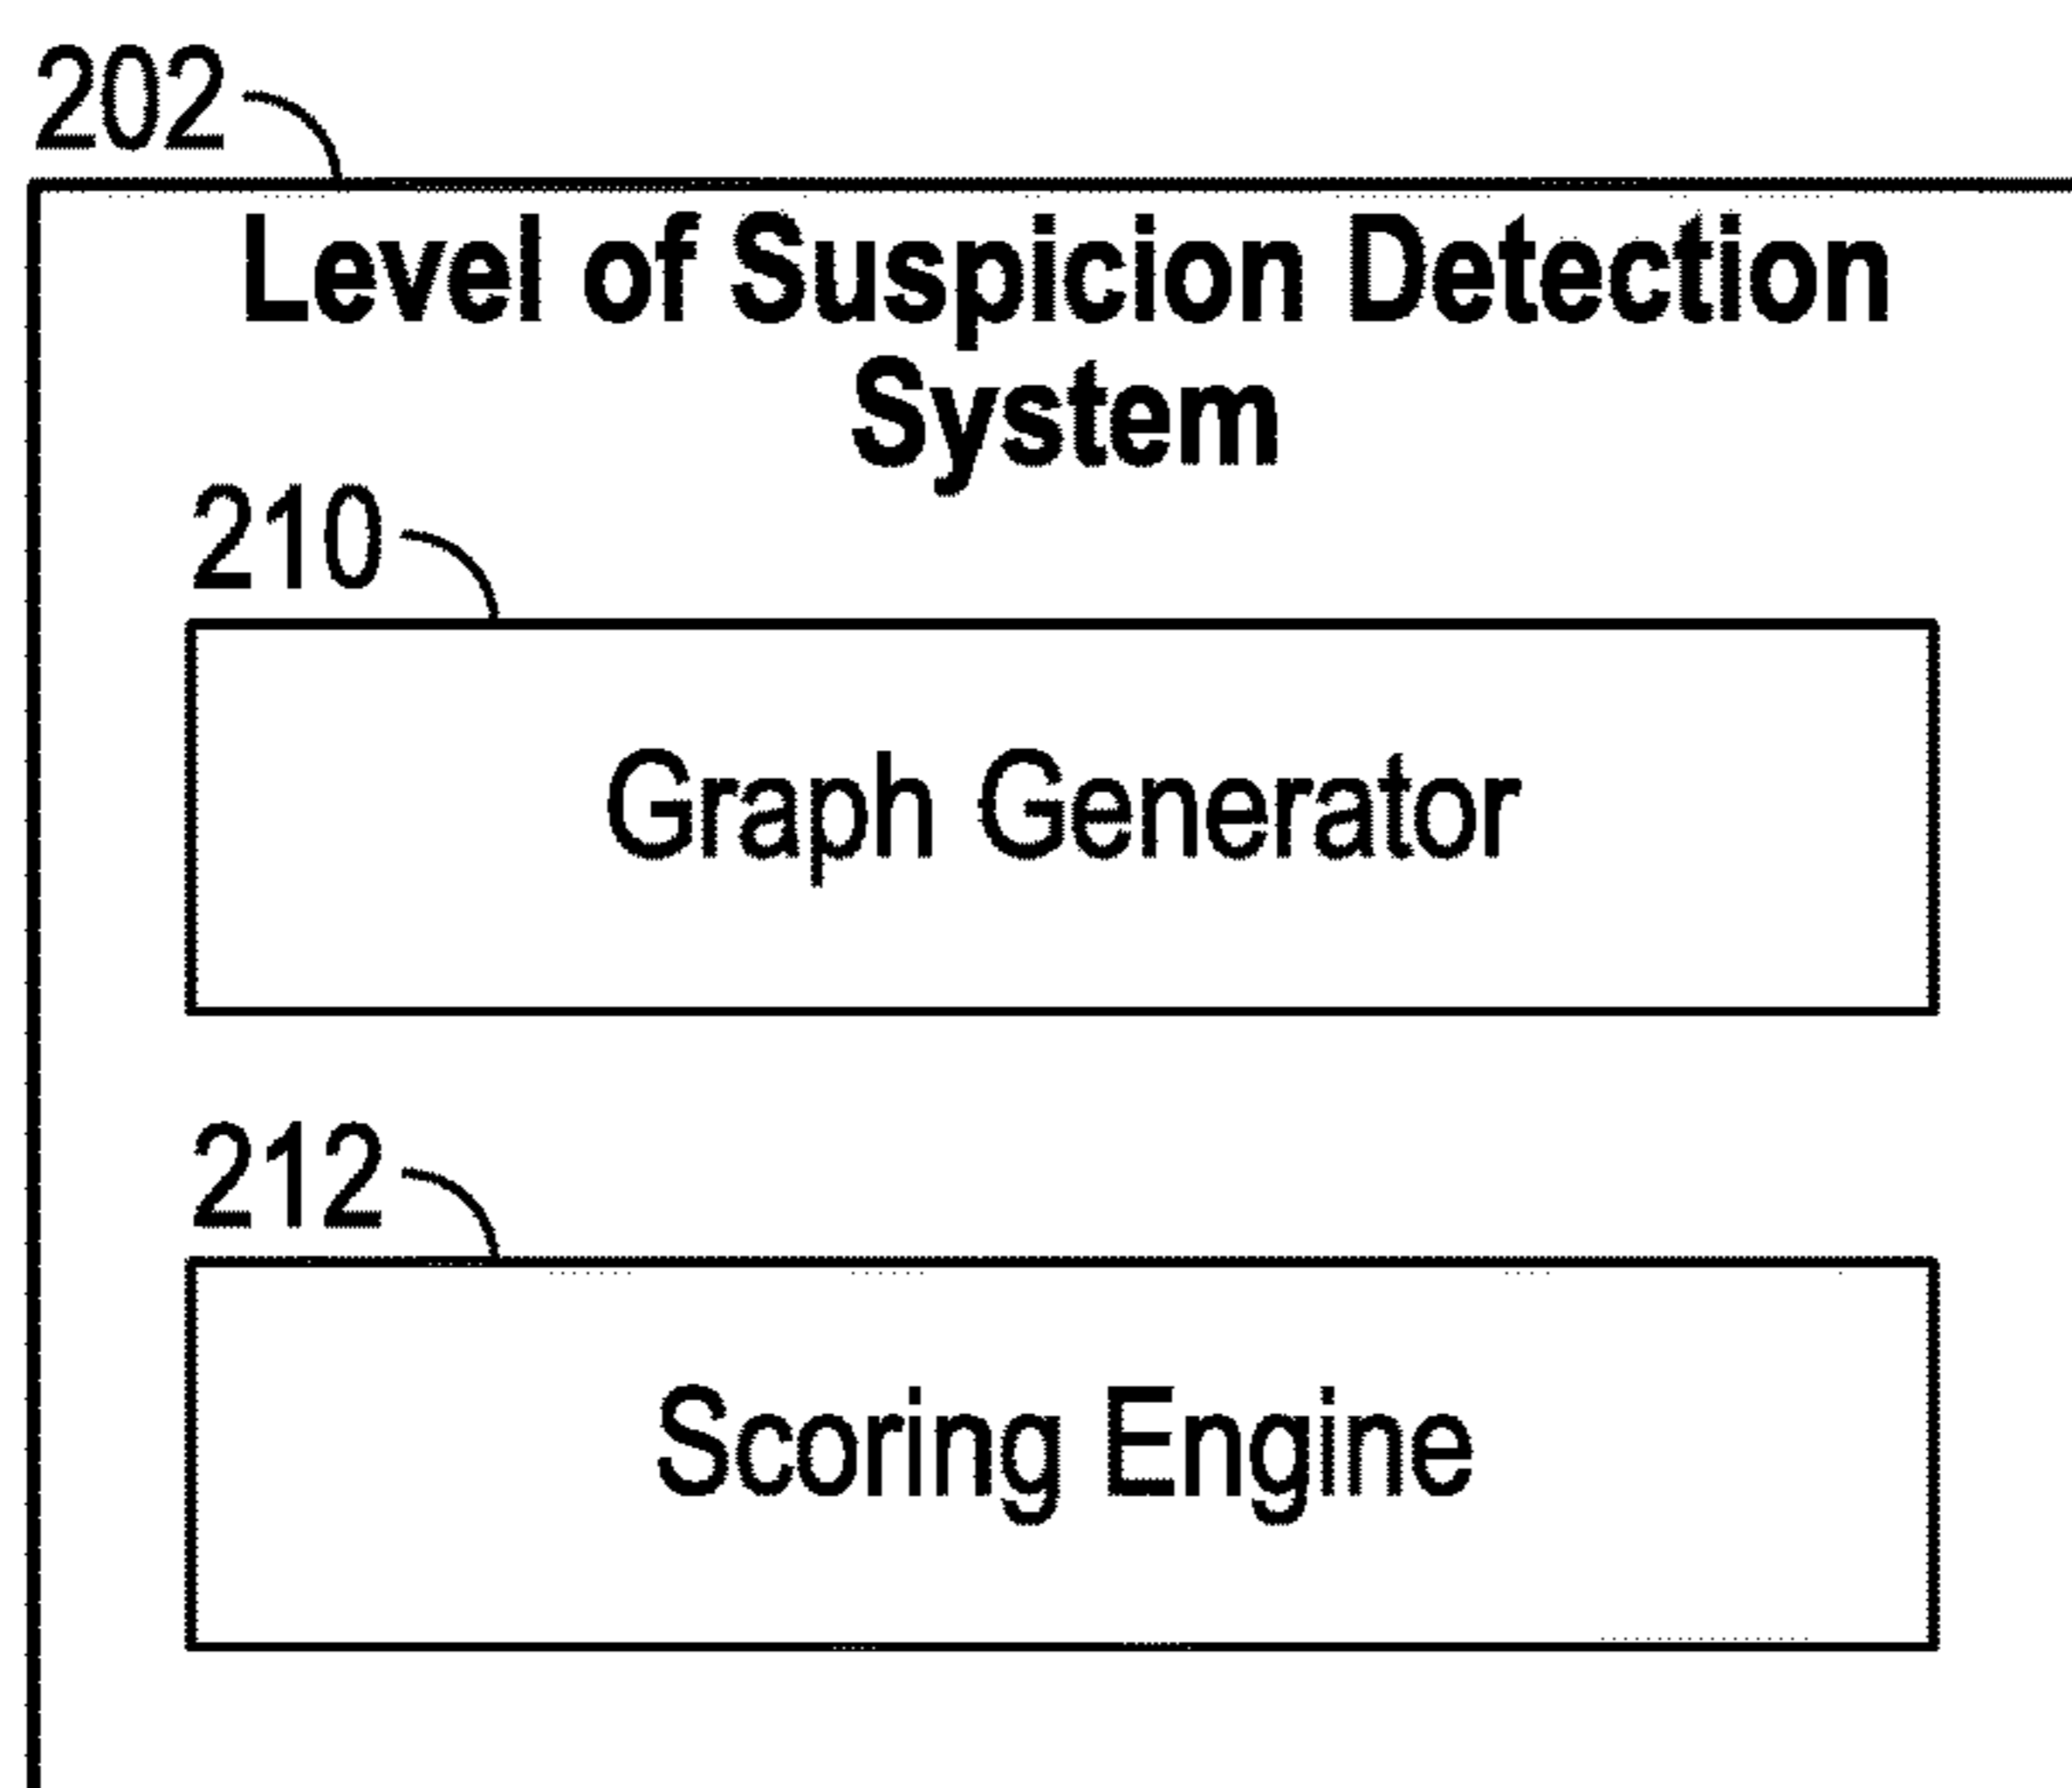 202
Level of Suspicion Detection
System
210
Graph Generator
212
Scoring Engine